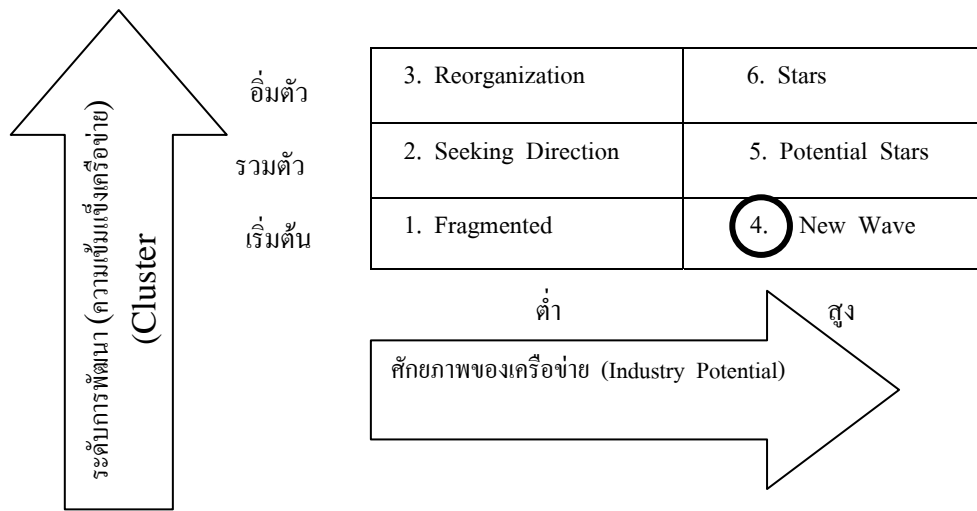 ระดับการพัฒนา (ความเข้มแข็งเครือข่าย)
(Cluster
อิ่มตัว
3. Reorganization
6. Stars
รวมตัว
2. Seeking Direction
5. Potential Stars
เริ่มต้น
1. Fragmented
4. New Wave
ต่ำ
สูง
ศักยภาพของเครือข่าย (Industry Potential)